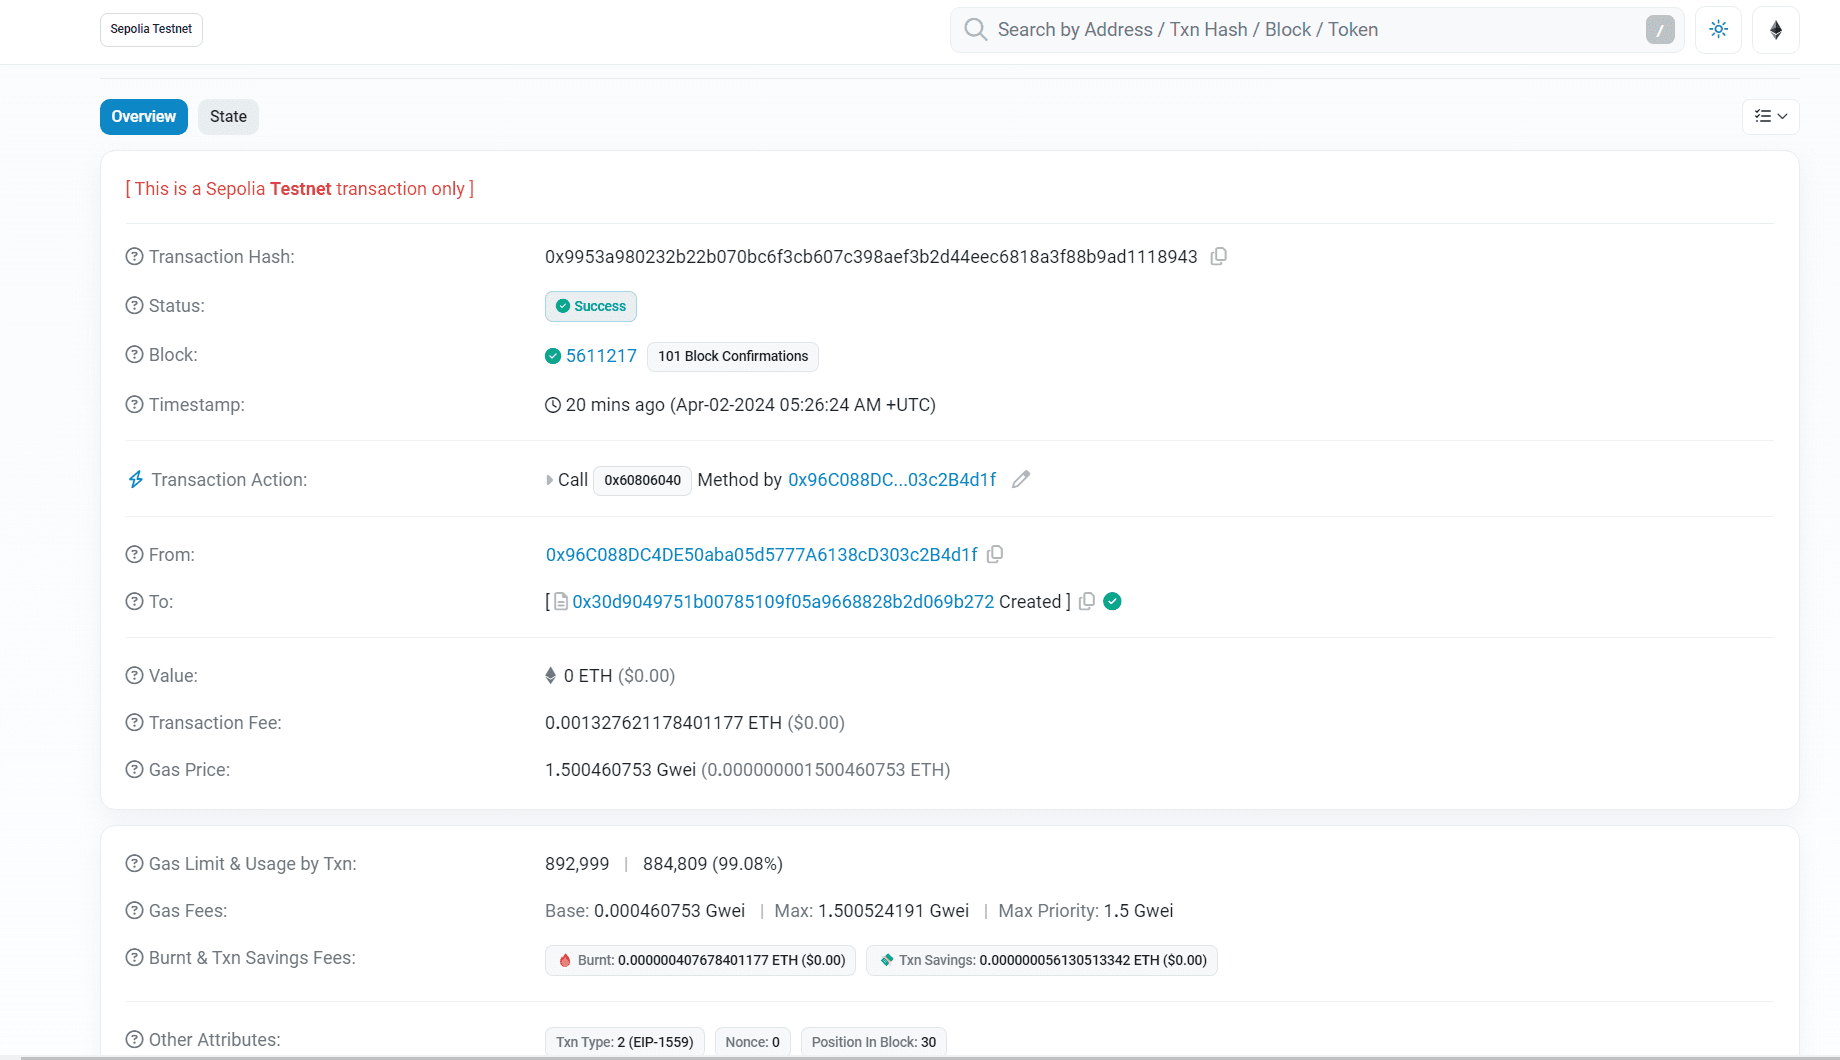 Sepolia Testnet
Search by Address / Txn Hash / Block / Token
/
Overview
State
[ This is a Sepolia Testnet transaction only ]
Transaction Hash:
0x9953a980232b22b070bc6f3cb607c398aef3b2d44eec6818a3f88b9ad1118943
Status:
Success
Block:
5611217 101 Block Confirmations
Timestamp:
20 mins ago (Apr-02-2024 05:26:24 AM +UTC)
Transaction Action:
Call 0x60806040 Method by 0x96C088DC...03c2B4d1f
From:
0x96C088DC4DE50aba05d5777A6138cD303c2B4d1f
To:
[ 0x30d9049751b00785109f05a9668828b2d069b272 Created ]
Value:
0 ETH ($0.00)
Transaction Fee:
0.001327621178401177 ETH ($0.00)
Gas Price:
1.500460753 Gwei (0.000000001500460753 ETH)
Gas Limit & Usage by Txn:
892,999 | 884,809 (99.08%)
Gas Fees:
Base: 0.000460753 Gwei | Max: 1.500524191 Gwei | Max Priority: 1.5 Gwei
Burnt & Txn Savings Fees:
Burnt: 0.000000407678401177 ETH ($0.00) Txn Savings: 0.000000056130513342 ETH ($0.00)
Other Attributes:
Txn Type: 2 (EIP-1559) Nonce: 0 Position In Block: 30